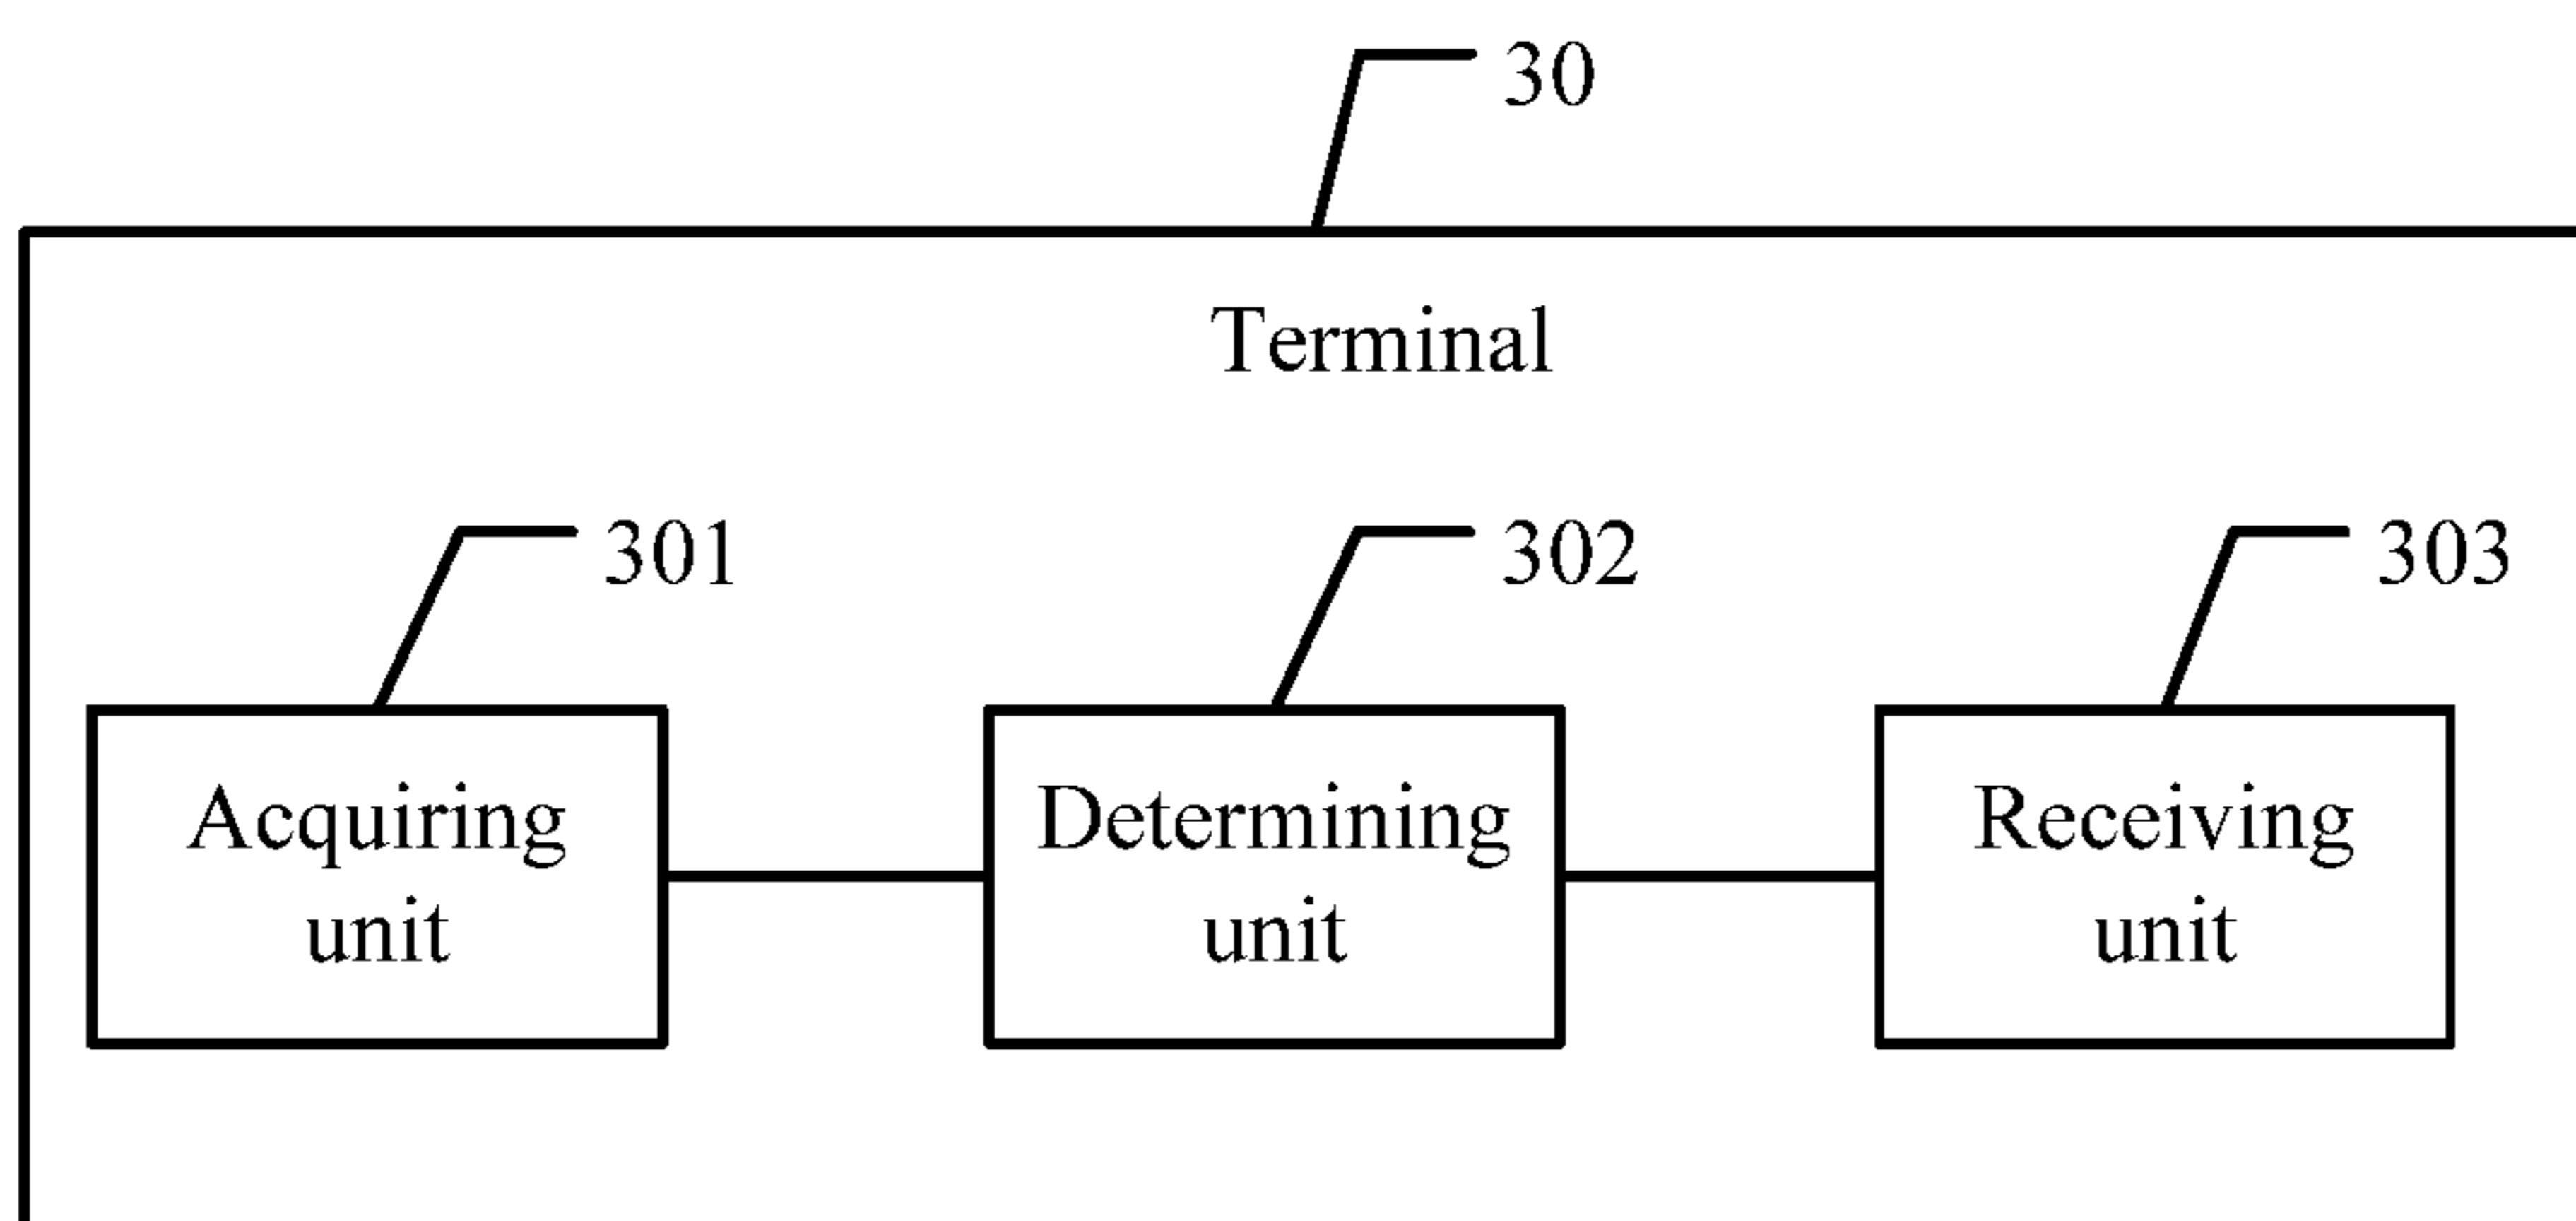 30
Terminal
301
302
303
Acquiring
unit
Determining
unit
Receiving
unit